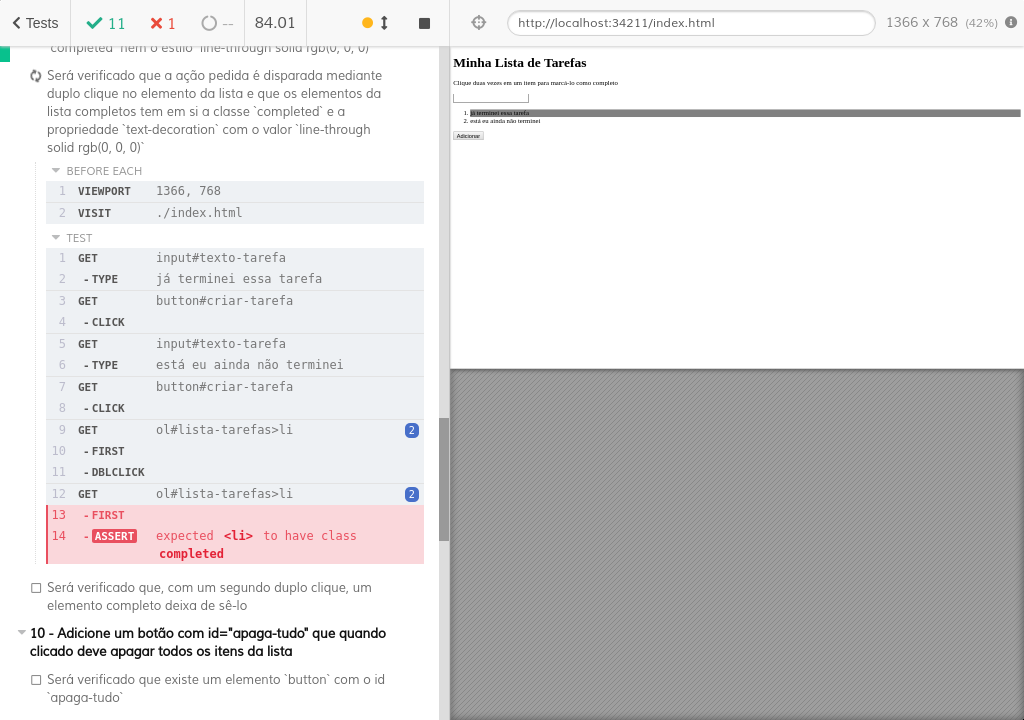 Tests
11
1
--
84.01
http://localhost:34211/index.html
1366 x 768 (42%)
`completed` nem o estilo `line-through solid rgb(0, 0, 0)`
Será verificado que a ação pedida é disparada mediante
duplo clique no elemento da lista e que os elementos da
lista completos tem em si a classe `completed` e a
propriedade `text-decoration` com o valor `line-through
solid rgb(0, 0, 0)`
BEFORE EACH
1 VIEWPORT 1366, 768
2 VISIT ./index.html
TEST
1 GET input#texto-tarefa
2 -TYPE já terminei essa tarefa
3 GET button#criar-tarefa
4 -CLICK
5 GET input#texto-tarefa
6 -TYPE está eu ainda não terminei
7 GET button#criar-tarefa
8 -CLICK
9 GET ol#lista-tarefas>li 2
10 -FIRST
11 -DBLCLICK
12 GET ol#lista-tarefas>li 2
13 -FIRST
14 -ASSERT expected <li> to have class
completed
Será verificado que, com um segundo duplo clique, um
elemento completo deixa de sê-lo
10 - Adicione um botão com id="apaga-tudo" que quando
clicado deve apagar todos os itens da lista
Será verificado que existe um elemento `button` com o id
`apaga-tudo`
Minha Lista de Tarefas
Clique duas vezes em um item para marcá-lo como completo
1. já terminei essa tarefa
2. está eu ainda não terminei
Adicionar